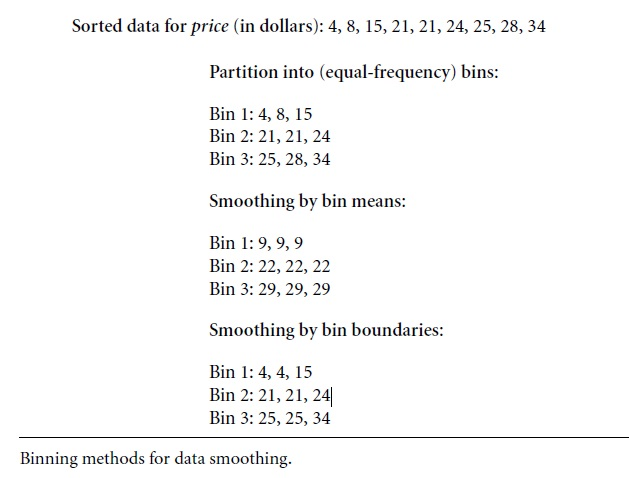 Sorted data for price (in dollars): 4, 8, 15, 21, 21, 24, 25, 28, 34
Partition into (equal-frequency) bins:
Bin 1: 4, 8, 15
Bin 2: 21, 21, 24
Bin 3: 25, 28, 34
Smoothing by bin means:
Bin 1: 9, 9, 9
Bin 2: 22, 22, 22
Bin 3: 29, 29, 29
Smoothing by bin boundaries:
Bin 1: 4, 4, 15
Bin 2: 21, 21, 24
Bin 3: 25, 25, 34
Binning methods for data smoothing.